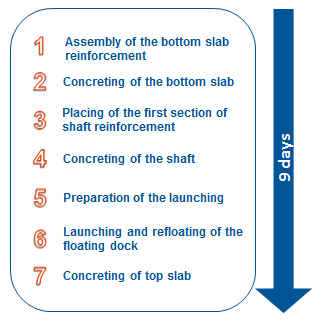 1 Assembly of the bottom slab
reinforcement
2 Concreting of the bottom slab
3 Placing of the first section of
shaft reinforcement
4 Concreting of the shaft
5 Preparation of the launching
6 Launching and refloating of the
floating dock
7 Concreting of top slab
9 days